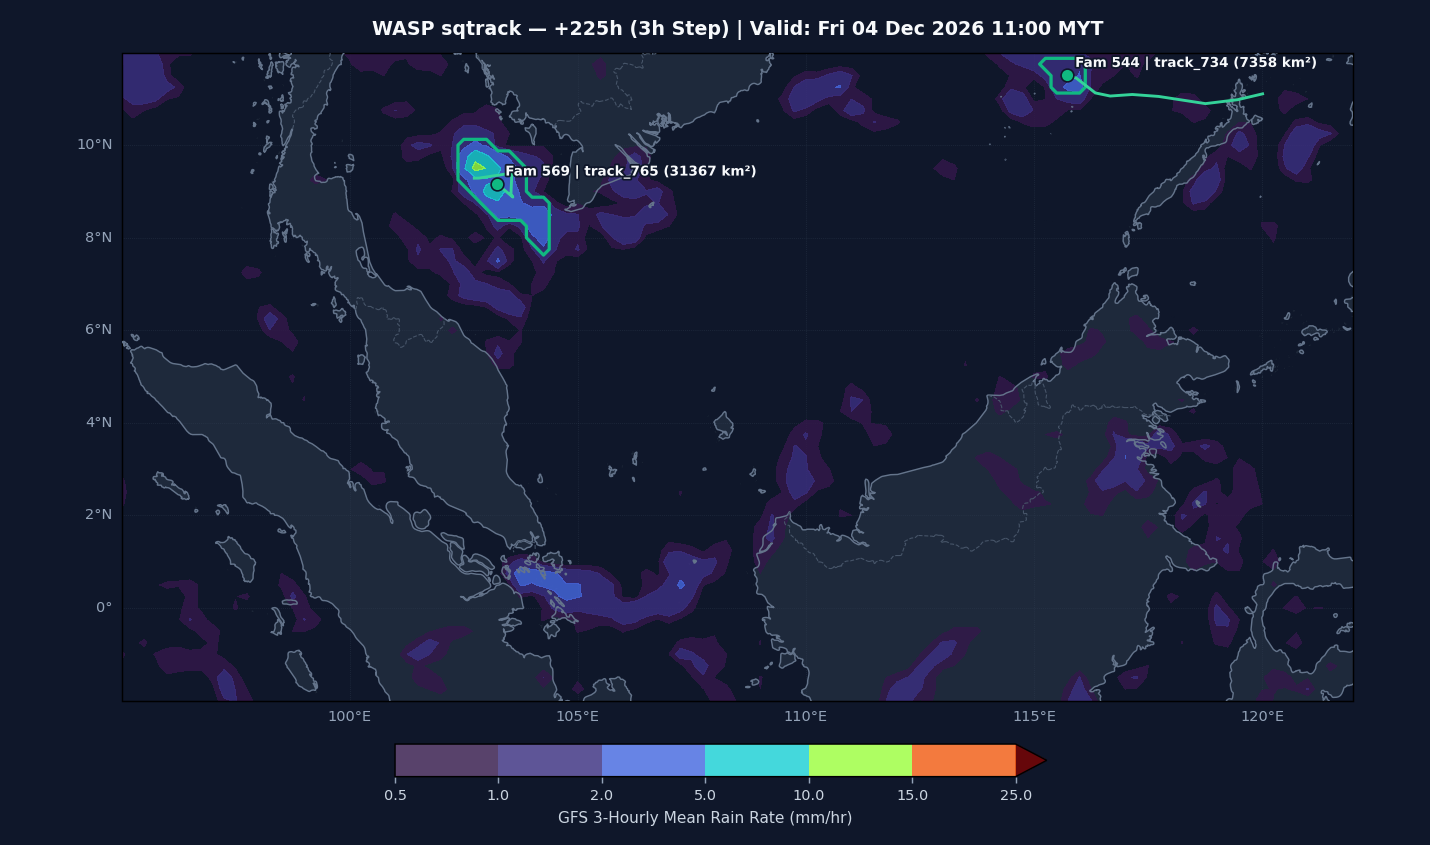 WASP sqtrack — +225h (3h Step) | Valid: Fri 04 Dec 2026 11:00 MYT
Fam 544 | track_734 (7358 km²)
10°N
Fam 569 | track_765 (31367 km²)
8°N
6°N
4°N
2°N
0°
100°E
105°E
110°E
115°E
120°E
0.5
1.0
2.0
5.0
10.0
15.0
25.0
GFS 3-Hourly Mean Rain Rate (mm/hr)